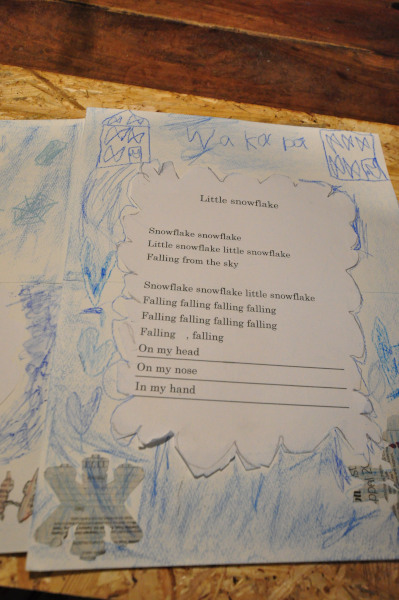 Wakaba
Little snowflake
Snowflake snowflake
Little snowflake little snowflake
Falling from the sky
Snowflake snowflake little snowflake
Falling falling falling falling
Falling falling falling falling
Falling , falling
On my head
On my nose
In my hand